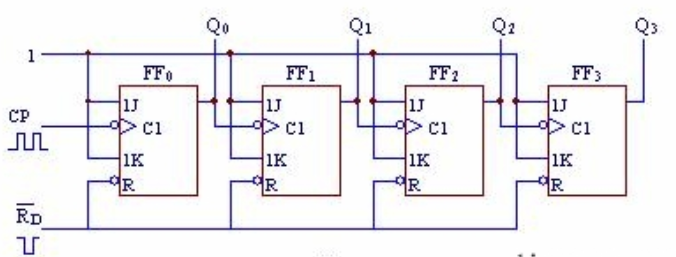 Q0 Q1 Q2 Q3
1
FF0 FF1 FF2 FF3
1J 1J 1J 1J
CP
C1 C1 C1 C1
1K 1K 1K 1K
R R R R
R̅D